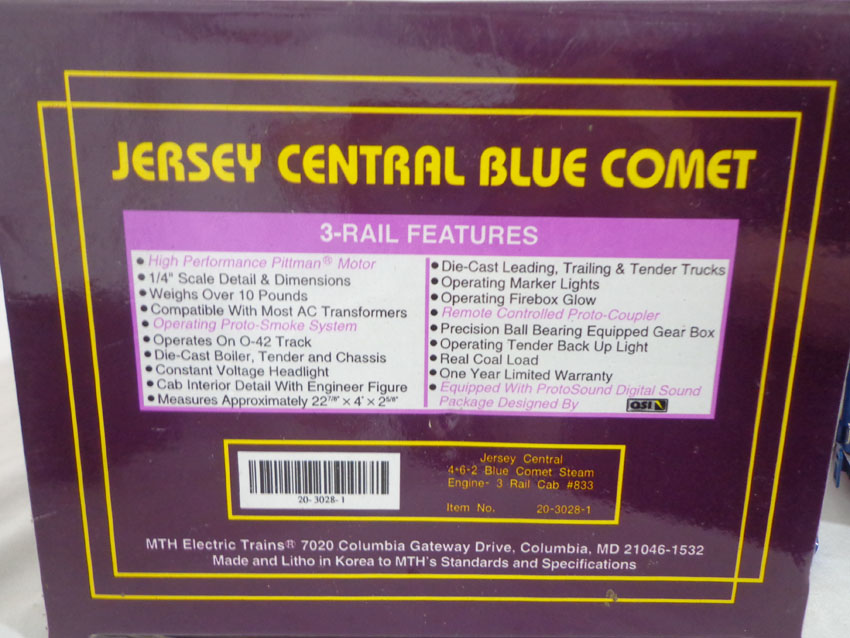 JERSEY CENTRAL BLUE COMET
3-RAIL FEATURES
• High Performance Pittman® Motor
• 1/4" Scale Detail & Dimensions
• Weighs Over 10 Pounds
• Compatible With Most AC Transformers
• Operating Proto-Smoke System
• Operates On O-42 Track
• Die-Cast Boiler, Tender and Chassis
• Constant Voltage Headlight
• Cab Interior Detail With Engineer Figure
• Measures Approximately 22 7/8" × 4" × 2 5/8"
• Die-Cast Leading, Trailing & Tender Trucks
• Operating Marker Lights
• Operating Firebox Glow
• Remote Controlled Proto-Coupler
• Precision Ball Bearing Equipped Gear Box
• Operating Tender Back Up Light
• Real Coal Load
• One Year Limited Warranty
• Equipped With ProtoSound Digital Sound
Package Designed By QSI
20-3028-1
Jersey Central
4-6-2 Blue Comet Steam
Engine- 3 Rail Cab #833
Item No. 20-3028-1
MTH Electric Trains® 7020 Columbia Gateway Drive, Columbia, MD 21046-1532
Made and Litho in Korea to MTH's Standards and Specifications